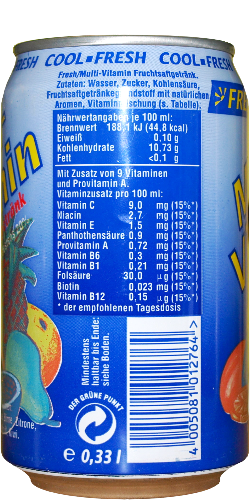 FRESH COOL FRESH COOL FRESH
Fresh/Multi-Vitamin Fruchtsaftgetränk.
Zutaten: Wasser, Zucker, Kohlensäure,
Fruchtsaftgetränkegrundstoff mit natürlichen
Aromen, Vitaminmischung (s. Tabelle).
Nährwertangaben je 100 ml:
Brennwert 188,1 kJ (44,8 kcal)
Eiweiß 0,10 g
Kohlenhydrate 10,73 g
Fett <0,1 g
Mit Zusatz von 9 Vitaminen
und Provitamin A.
Vitaminzusatz pro 100 ml:
Vitamin C 9,0 mg (15%*)
Niacin 2,7 mg (15%*)
Vitamin E 1,5 mg (15%*)
Panthothensäure 0,9 mg (15%*)
Provitamin A 0,72 mg (15%*)
Vitamin B6 0,3 mg (15%*)
Vitamin B1 0,21 mg (15%*)
Folsäure 30,0 µg (15%*)
Biotin 0,023 mg (15%*)
Vitamin B12 0,15 µg (15%*)
* der empfohlenen Tagesdosis
Mindestens
haltbar bis Ende:
siehe Boden.
DER GRÜNE PUNKT
e 0,33 l
4 005081 012764 >